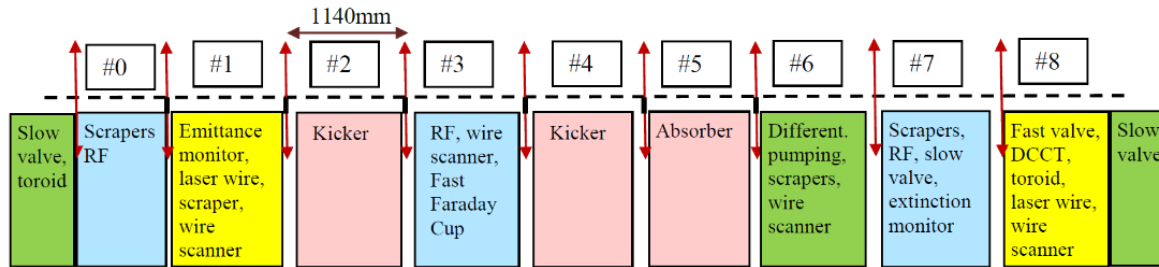 1140mm
#0
#1
#2
#3
#4
#5
#6
#7
#8
Slow
valve,
toroid
Scrapers
RF
Emittance
monitor,
laser wire,
scraper,
wire
scanner
Kicker
RF, wire
scanner,
Fast
Faraday
Cup
Kicker
Absorber
Different.
pumping,
scrapers,
wire
scanner
Scrapers,
RF, slow
valve,
extinction
monitor
Fast valve,
DCCT,
toroid,
laser wire,
wire
scanner
Slow
valve